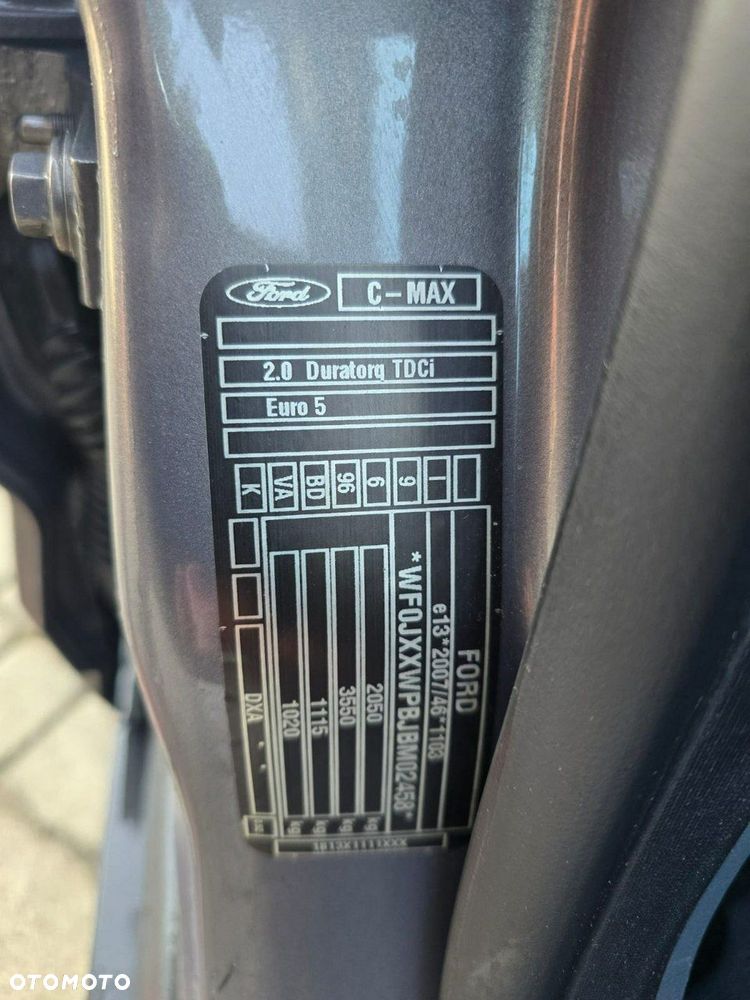 Ford
C-MAX
2.0 Duratorq TDCi
Euro 5
K VA BD 96 6 9 I
FORD
e13*2007/46*1103
*WF0JXXWPBJBM02458*
2050 kg
3550 kg
1115 kg
1020 kg
DXA
OTOMOTO